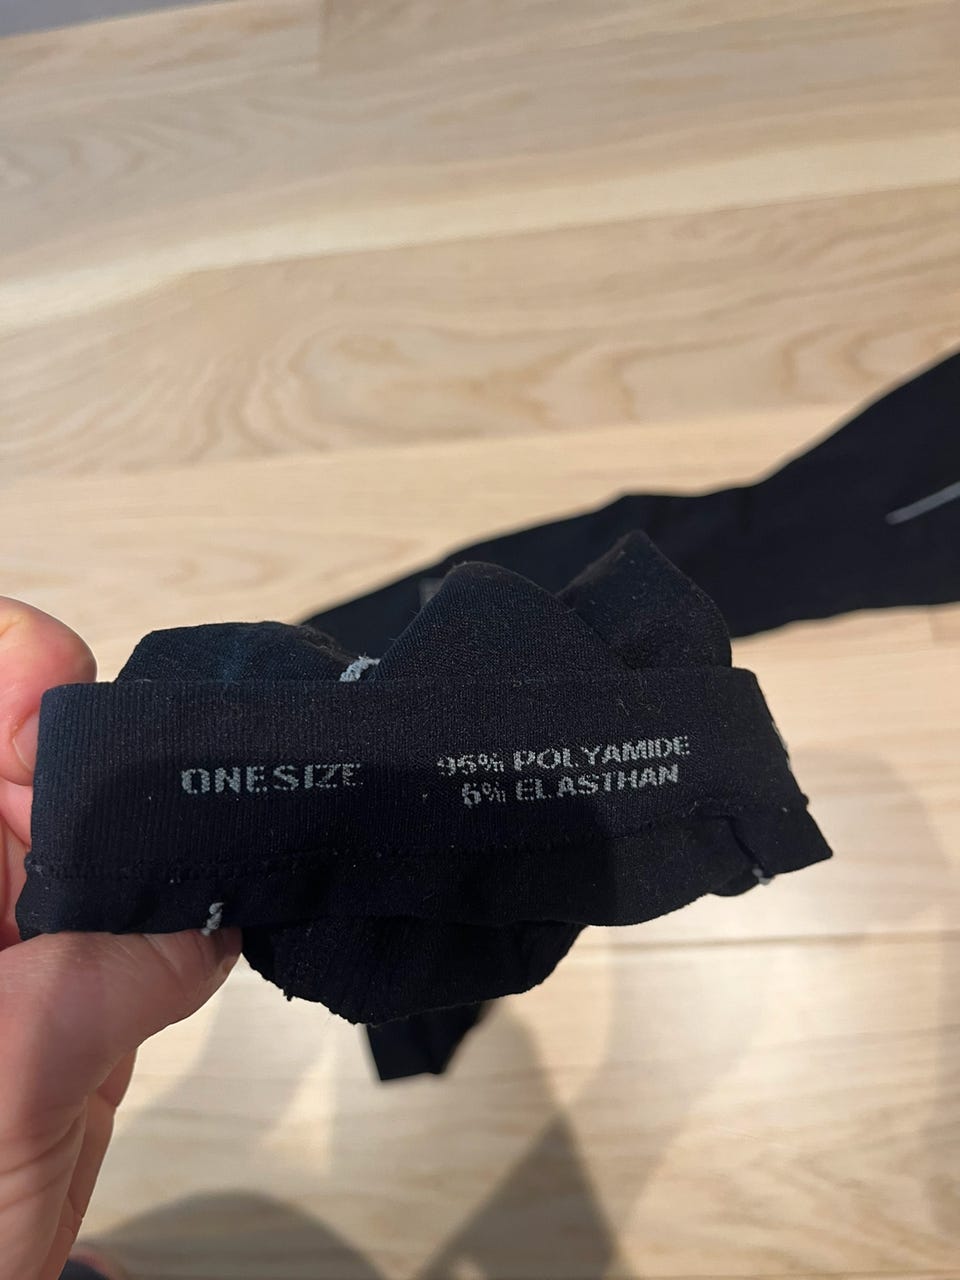 ONESIZE
95% POLYAMIDE
5% ELASTHAN